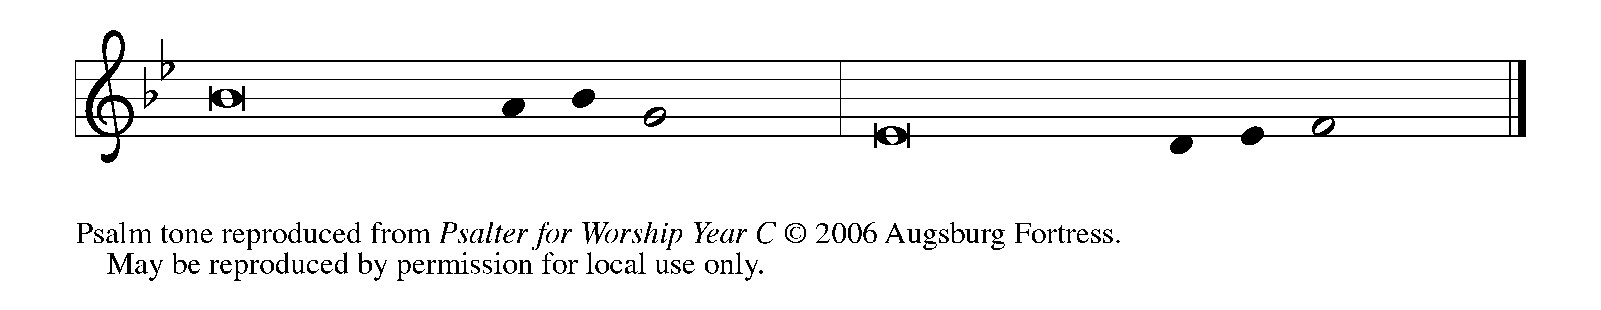 Psalm tone reproduced from Psalter for Worship Year C © 2006 Augsburg Fortress.
May be reproduced by permission for local use only.